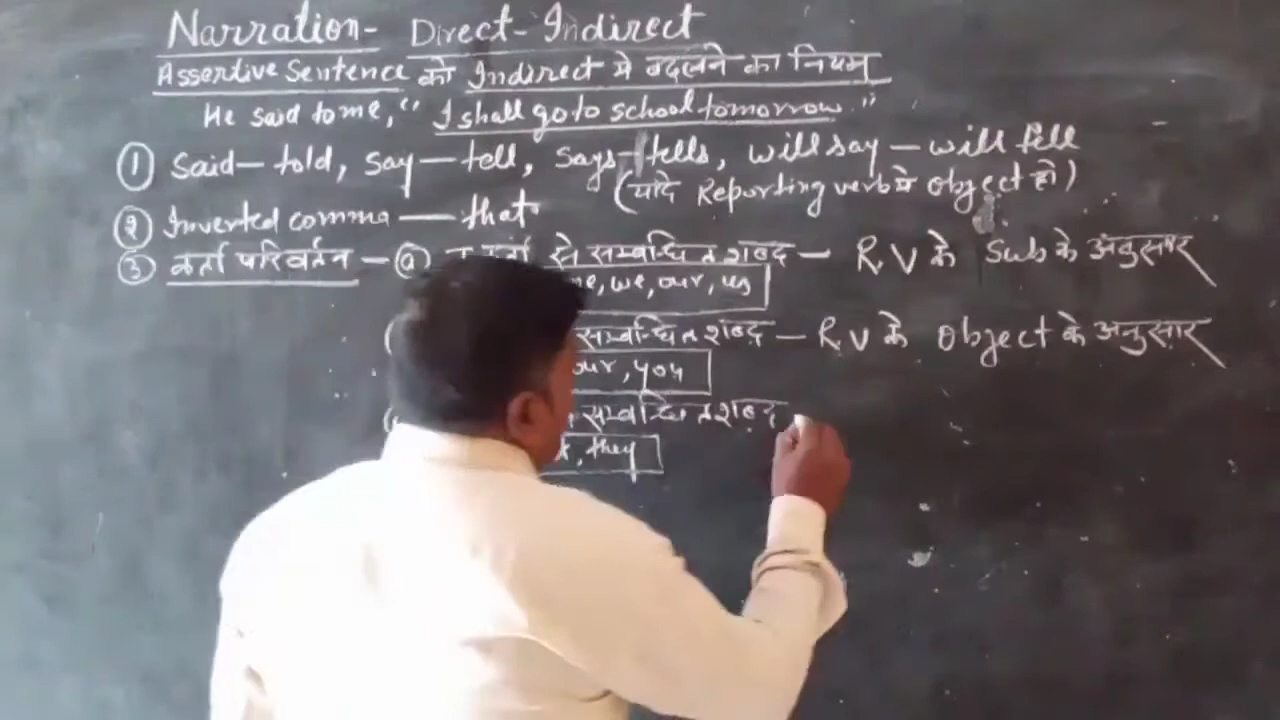 Narration- Direct-Indirect
Assertive Sentence को Indirect मे बदलने का नियम
He said to me, "I shall go to school tomorrow."
① Said—told, say—tell, says—tells, will say—will tell
(यदि Reporting verb मे object हो)
② Inverted comma — that
③ कर्ता परिवर्तन - ⓐ कर्ता से सम्बन्धित शब्द — R.V के Sub के अनुसार
we, our, us
सम्बन्धित शब्द — R.V के Object के अनुसार
you
सम्बन्धित शब्द
they